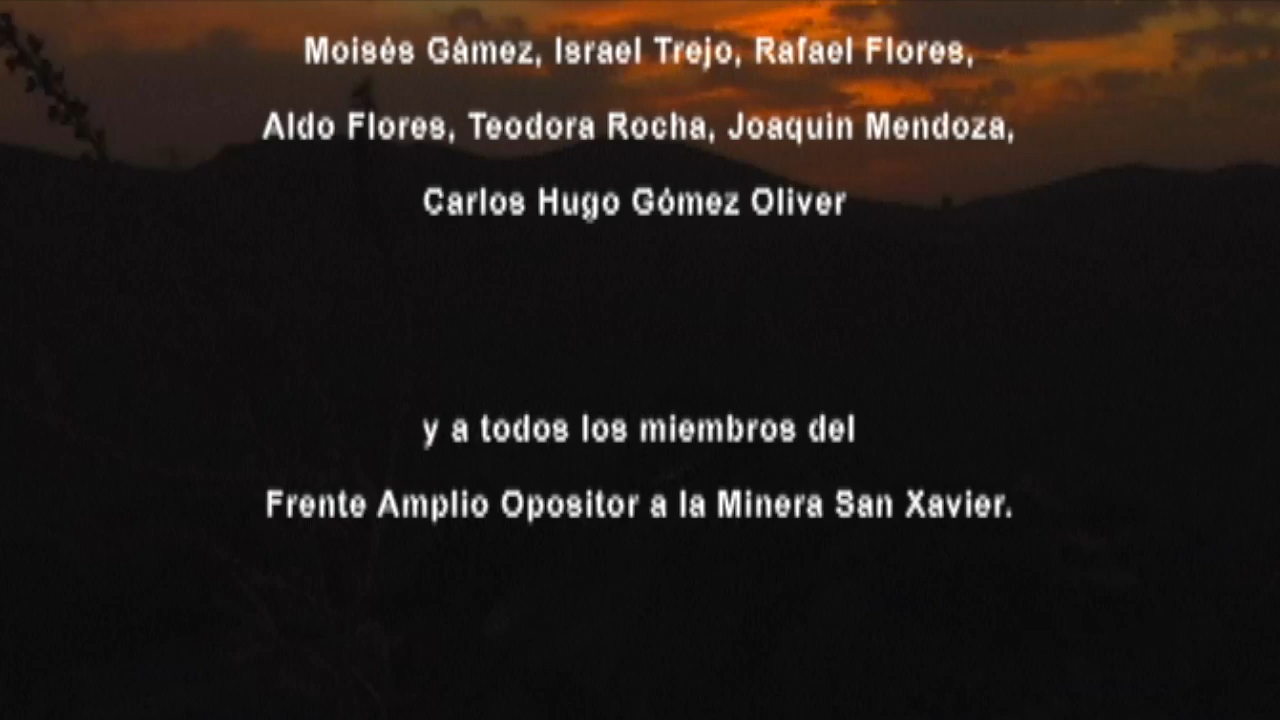 Moisés Gámez, Israel Trejo, Rafael Flores,
Aldo Flores, Teodora Rocha, Joaquin Mendoza,
Carlos Hugo Gómez Oliver
y a todos los miembros del
Frente Amplio Opositor a la Minera San Xavier.